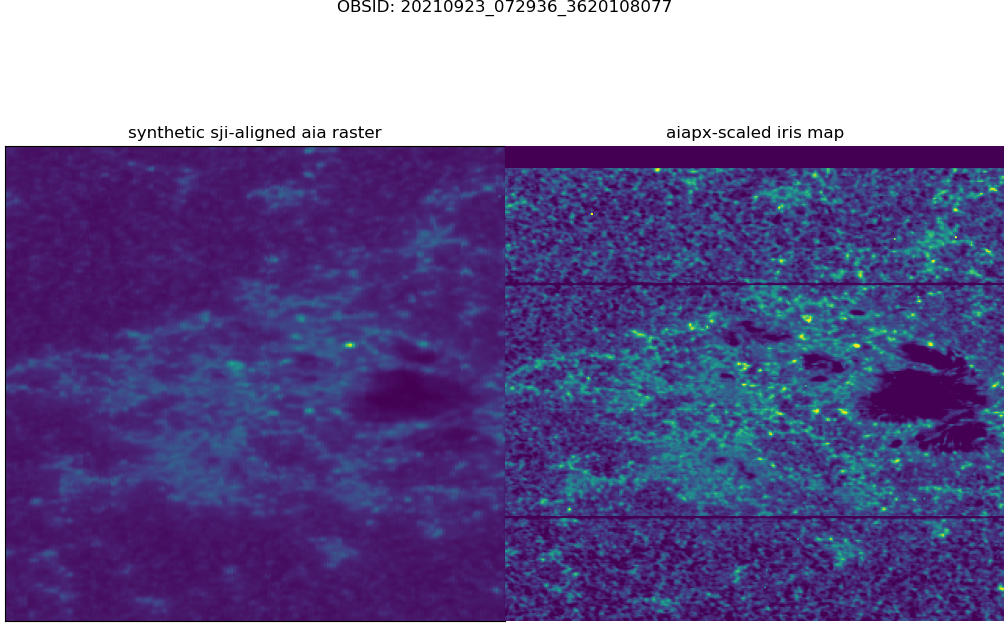 OBSID: 20210923_072936_3620108077
synthetic sji-aligned aia raster
aiapx-scaled iris map